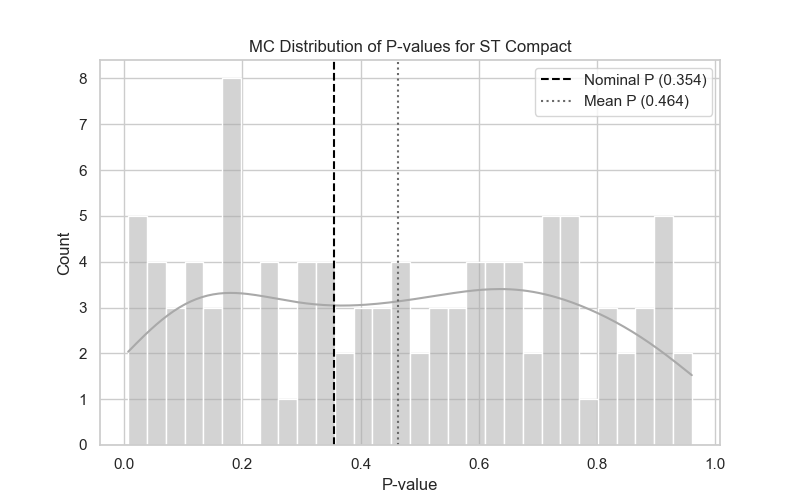 MC Distribution of P-values for ST Compact
Nominal P (0.354)
Mean P (0.464)
Count
8
7
6
5
4
3
2
1
0
0.0 0.2 0.4 0.6 0.8 1.0
P-value